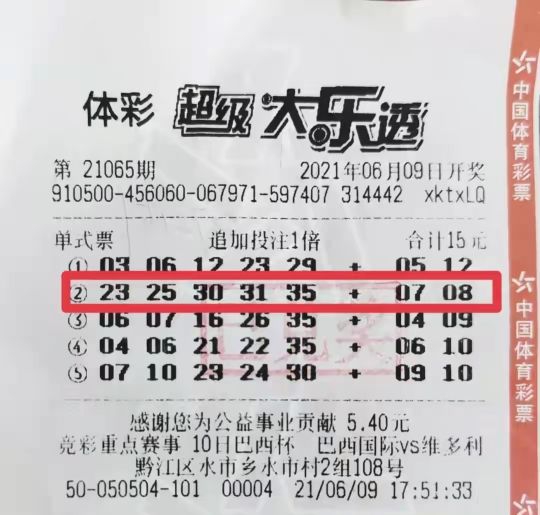 体彩 超级大乐透
第 21065期 2021年06月09日开奖
910500-456060-067971-597407 314442 xktxLQ
单式票 追加投注1倍 合计15元
① 03 06 12 23 29 + 05 12
② 23 25 30 31 35 + 07 08
③ 06 07 16 26 35 + 04 09
④ 04 06 21 22 35 + 06 10
⑤ 07 10 23 24 30 + 09 10
感谢您为公益事业贡献 5.40元
竞彩重点赛事 10日巴西杯 巴西国际vs维多利
黔江区水市乡水市村2组108号
50-050504-101 00004 21/06/09 17:51:33
中国体育彩票
中国体育彩票